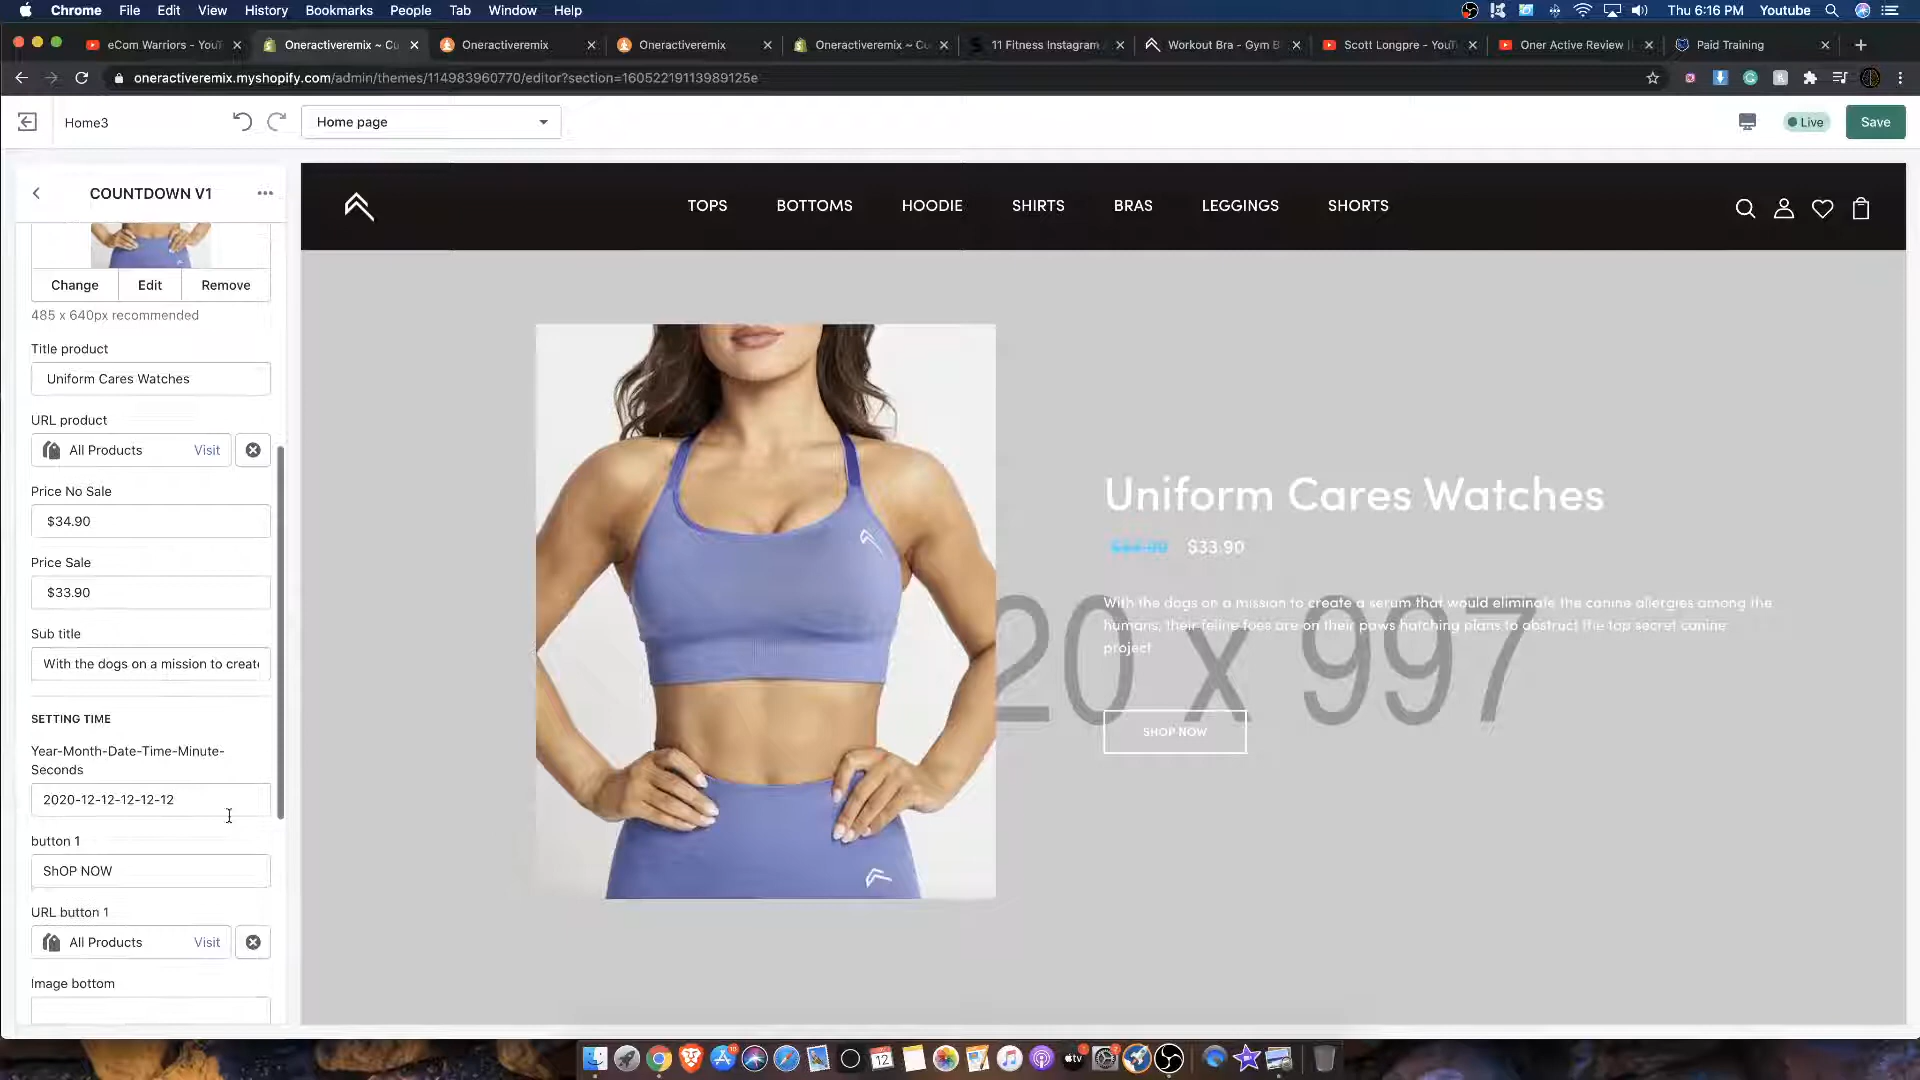 Chrome File Edit View History Bookmarks People Tab Window Help
Thu 6:16 PM Youtube
eCom Warriors - YouT
Oneractiveremix ~ Cu
Oneractiveremix
Oneractiveremix
Oneractiveremix ~ Cu
11 Fitness Instagram
Workout Bra - Gym B
Scott Longpre - YouT
Oner Active Review |
Paid Training
oneractiveremix.myshopify.com/admin/themes/114983960770/editor?section=16052219113989125e
Home3
Home page
Live
Save
COUNTDOWN V1
Change
Edit
Remove
485 x 640px recommended
Title product
Uniform Cares Watches
URL product
All Products
Visit
Price No Sale
$34.90
Price Sale
$33.90
Sub title
With the dogs on a mission to create
SETTING TIME
Year-Month-Date-Time-Minute-
Seconds
2020-12-12-12-12-12
button 1
ShOP NOW
URL button 1
All Products
Visit
Image bottom
TOPS BOTTOMS HOODIE SHIRTS BRAS LEGGINGS SHORTS
Uniform Cares Watches
$34.90 $33.90
With the dogs on a mission to create a serum that would eliminate the canine allergies among the
humans, their feline foes are on their paws hatching plans to obstruct the top secret canine
project
20 x 997
SHOP NOW